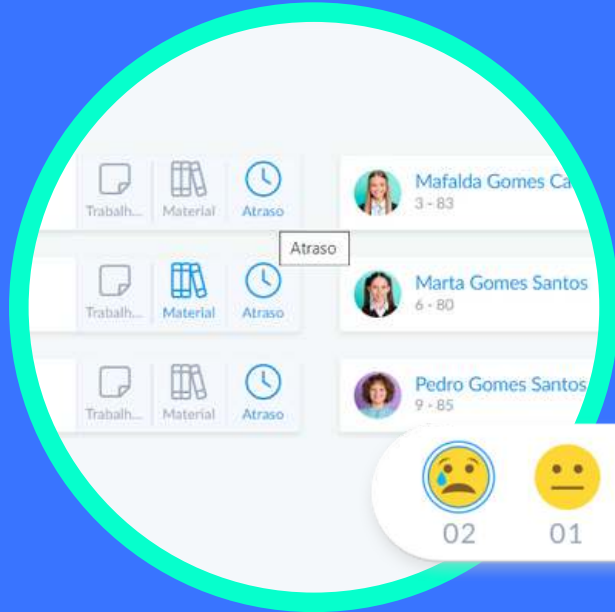 Trabalh... Material Atraso
Mafalda Gomes Ca
3 - 83
Atraso
Trabalh... Material Atraso
Marta Gomes Santos
6 - 80
Trabalh... Material Atraso
Pedro Gomes Santos
9 - 85
02 01